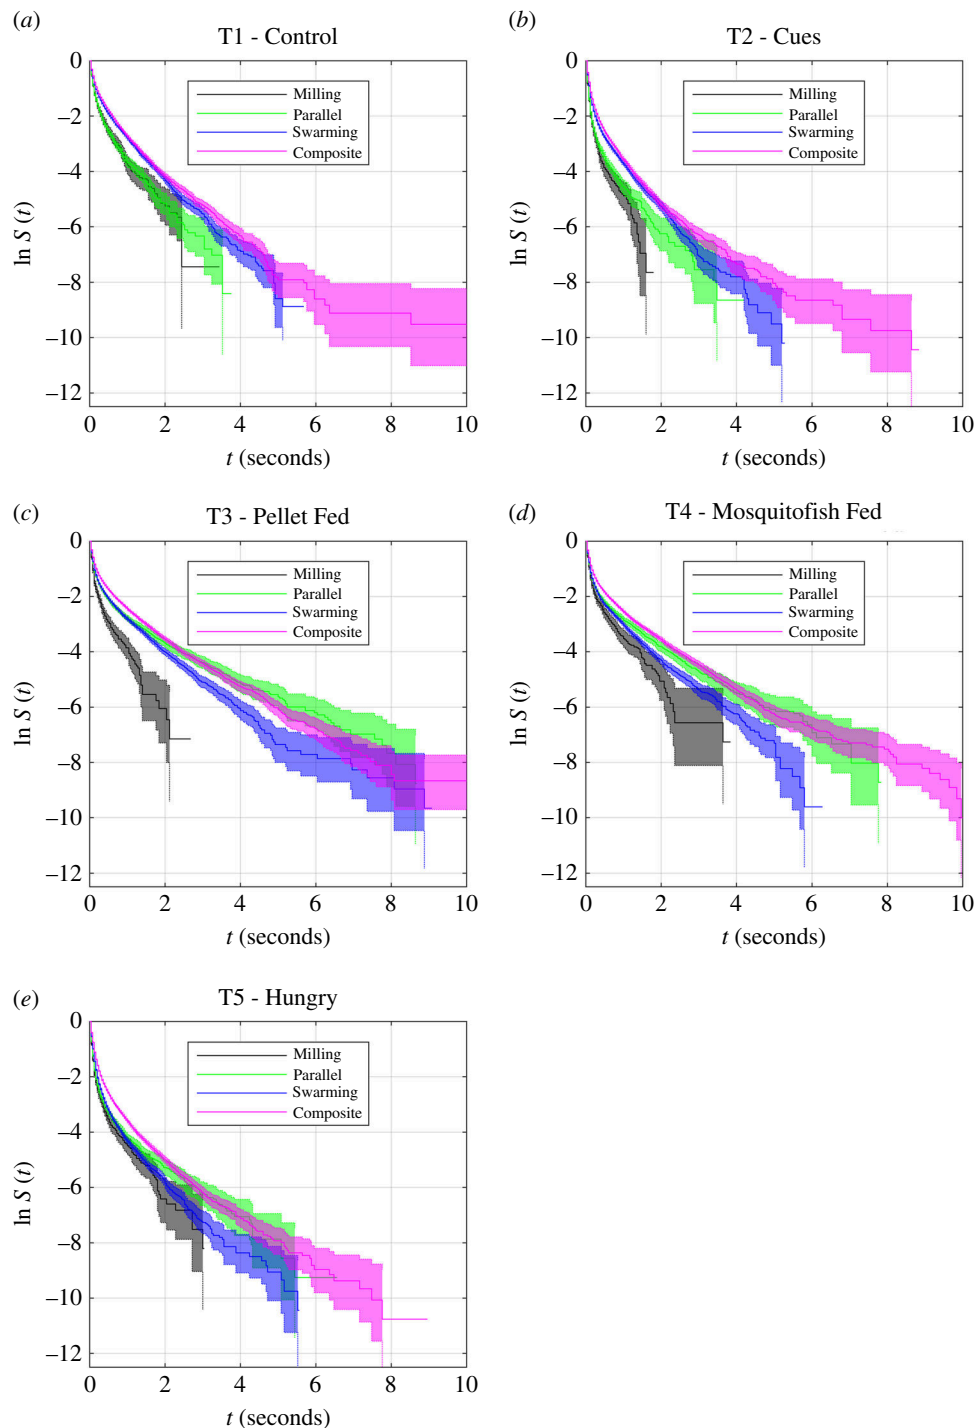 (a)
T1 - Control
0
−2
−4
−6
−8
−10
−12
ln S (t)
Milling
Parallel
Swarming
Composite
0 2 4 6 8 10
t (seconds)
(b)
T2 - Cues
0
−2
−4
−6
−8
−10
−12
ln S (t)
Milling
Parallel
Swarming
Composite
0 2 4 6 8 10
t (seconds)
(c)
T3 - Pellet Fed
0
−2
−4
−6
−8
−10
−12
ln S (t)
Milling
Parallel
Swarming
Composite
0 2 4 6 8 10
t (seconds)
(d)
T4 - Mosquitofish Fed
0
−2
−4
−6
−8
−10
−12
ln S (t)
Milling
Parallel
Swarming
Composite
0 2 4 6 8 10
t (seconds)
(e)
T5 - Hungry
0
−2
−4
−6
−8
−10
−12
ln S (t)
Milling
Parallel
Swarming
Composite
0 2 4 6 8 10
t (seconds)